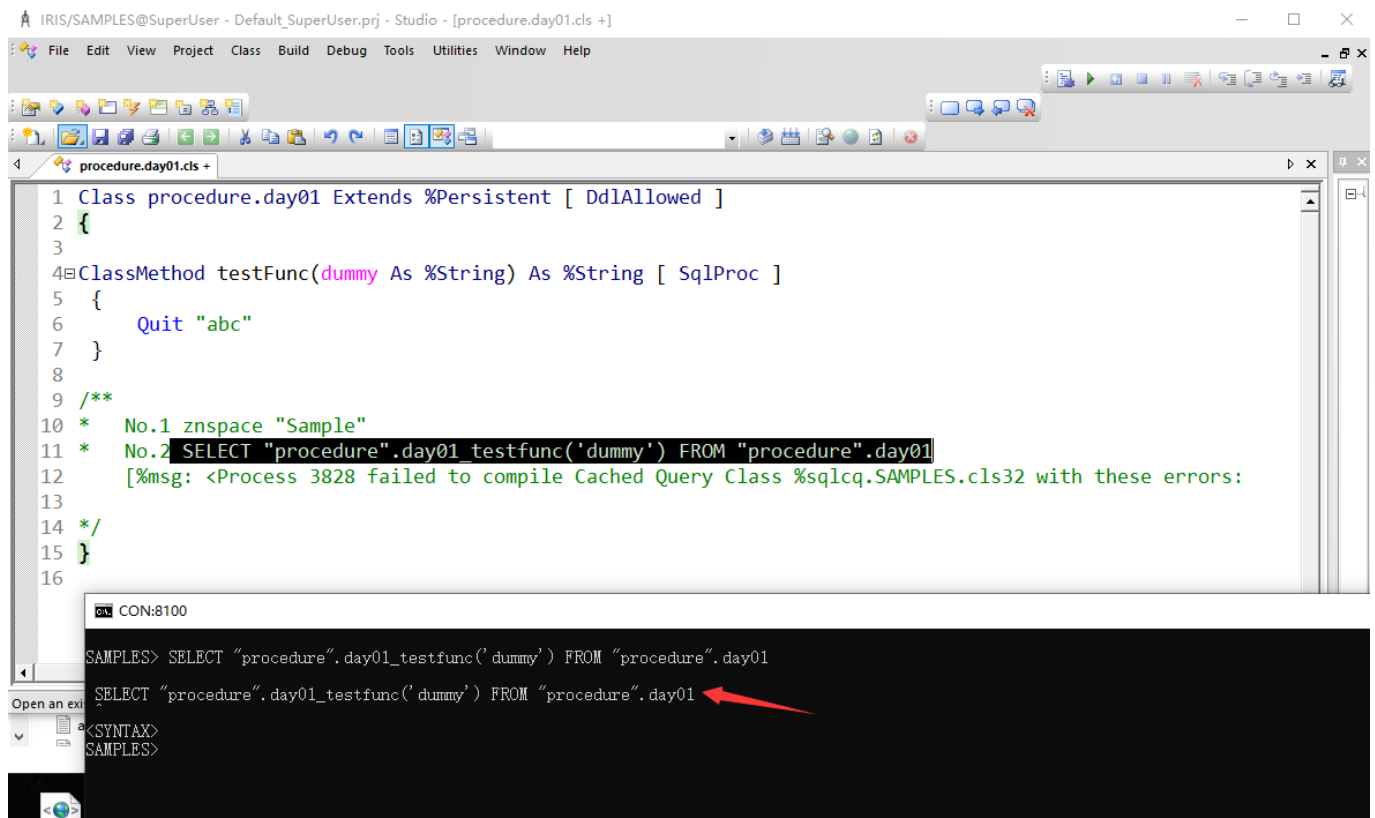 IRIS/SAMPLES@SuperUser - Default_SuperUser.prj - Studio - [procedure.day01.cls +]
File Edit View Project Class Build Debug Tools Utilities Window Help
procedure.day01.cls +
1 Class procedure.day01 Extends %Persistent [ DdlAllowed ]
2 {
3
4 ClassMethod testFunc(dummy As %String) As %String [ SqlProc ]
5 {
6 Quit "abc"
7 }
8
9 /**
10 * No.1 znspace "Sample"
11 * No.2 SELECT "procedure".day01_testfunc('dummy') FROM "procedure".day01
12 [%msg: <Process 3828 failed to compile Cached Query Class %sqlcq.SAMPLES.cls32 with these errors:
13
14 */
15 }
16
CON:8100
SAMPLES> SELECT "procedure".day01_testfunc('dummy') FROM "procedure".day01
SELECT "procedure".day01_testfunc('dummy') FROM "procedure".day01
^
Open an exi
a
<SYNTAX>
SAMPLES>